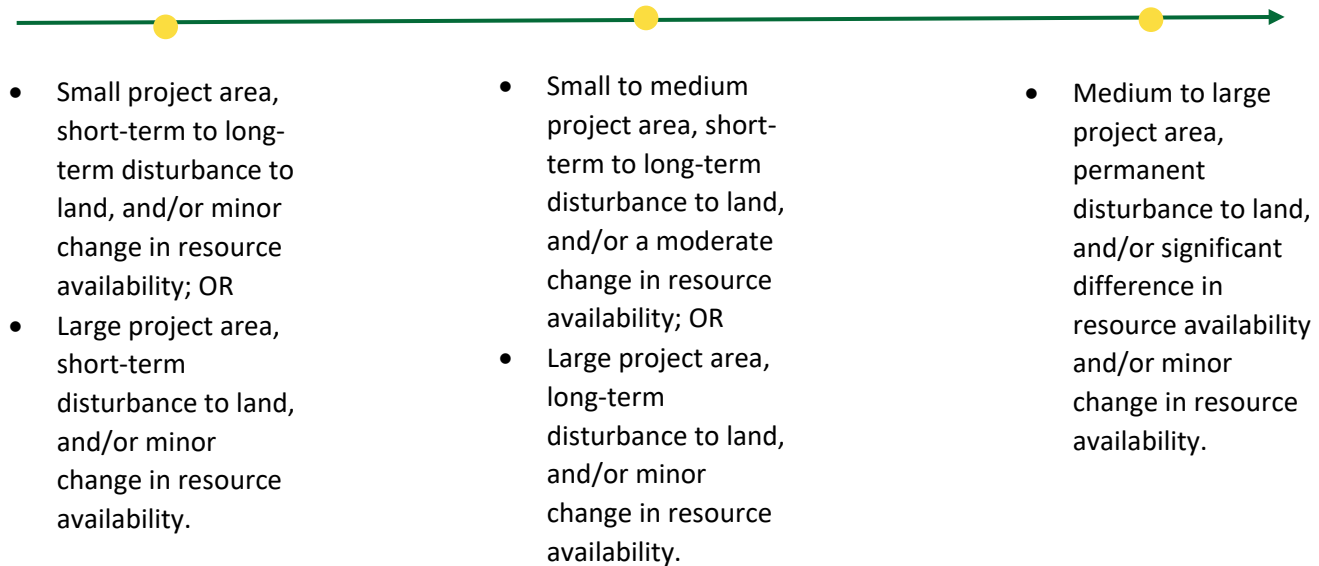 • Small project area,
short-term to long-
term disturbance to
land, and/or minor
change in resource
availability; OR
• Large project area,
short-term
disturbance to land,
and/or minor
change in resource
availability.
• Small to medium
project area, short-
term to long-term
disturbance to land,
and/or a moderate
change in resource
availability; OR
• Large project area,
long-term
disturbance to land,
and/or minor
change in resource
availability.
• Medium to large
project area,
permanent
disturbance to land,
and/or significant
difference in
resource availability
and/or minor
change in resource
availability.